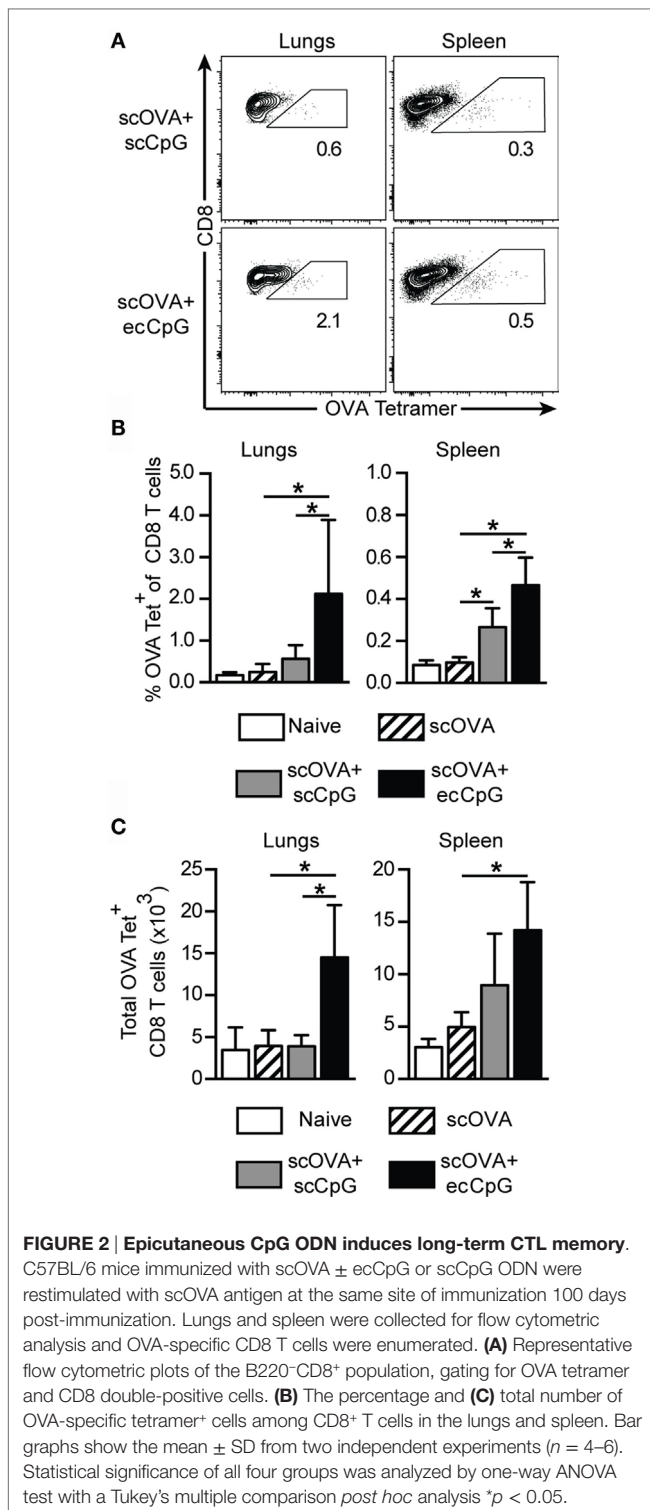 A
Lungs
Spleen
scOVA+
scCpG
0.6
0.3
CD8
scOVA+
ecCpG
2.1
0.5
OVA Tetramer
B
Lungs
Spleen
% OVA Tet+ of CD8 T cells
5.0
4.0
2.0
1.0
0.0
*
*
1.0
0.8
0.6
0.4
0.2
0.0
*
*
*
Naive
scOVA
scOVA+
scCpG
scOVA+
ecCpG
C
Lungs
Spleen
Total OVA Tet+
CD8 T cells (x10^3)
25
20
15
10
5
0
*
*
20
15
10
5
0
*
Naive
scOVA
scOVA+
scCpG
scOVA+
ecCpG
FIGURE 2 | Epicutaneous CpG ODN induces long-term CTL memory.
C57BL/6 mice immunized with scOVA ± ecCpG or scCpG ODN were
restimulated with scOVA antigen at the same site of immunization 100 days
post-immunization. Lungs and spleen were collected for flow cytometric
analysis and OVA-specific CD8 T cells were enumerated. (A) Representative
flow cytometric plots of the B220−CD8+ population, gating for OVA tetramer
and CD8 double-positive cells. (B) The percentage and (C) total number of
OVA-specific tetramer+ cells among CD8+ T cells in the lungs and spleen. Bar
graphs show the mean ± SD from two independent experiments (n = 4–6).
Statistical significance of all four groups was analyzed by one-way ANOVA
test with a Tukey's multiple comparison post hoc analysis *p < 0.05.